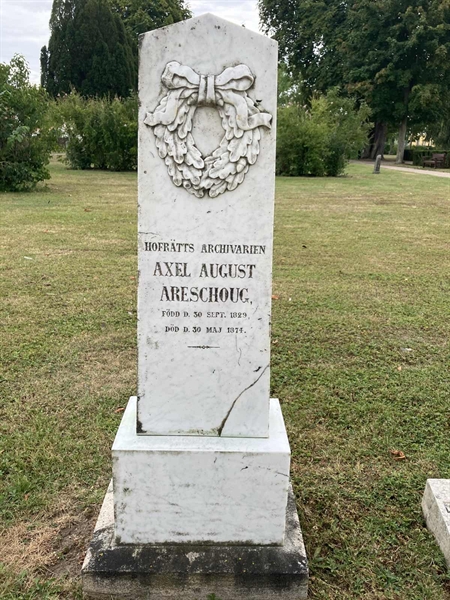 HOFRÄTTS ARCHIVARIEN
AXEL AUGUST
ARESCHOUG,
FÖDD D. 30 SEPT. 1829,
DÖD D. 30 MAJ 1874.